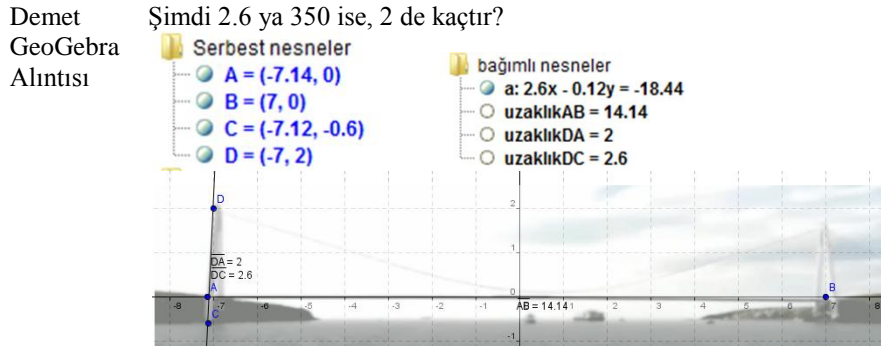 Demet Şimdi 2.6 ya 350 ise, 2 de kaçtır?
GeoGebra
Alıntısı
Serbest nesneler
A = (-7.14, 0)
B = (7, 0)
C = (-7.12, -0.6)
D = (-7, 2)
bağımlı nesneler
a: 2.6x - 0.12y = -18.44
uzaklıkAB = 14.14
uzaklıkDA = 2
uzaklıkDC = 2.6
D
2
1
DA = 2
DC = 2.6
A
0
B
-8 -7 -6 -5 -4 -3 -2 -1 AB = 14.14 1 2 3 4 5 6 7 8
C
-1